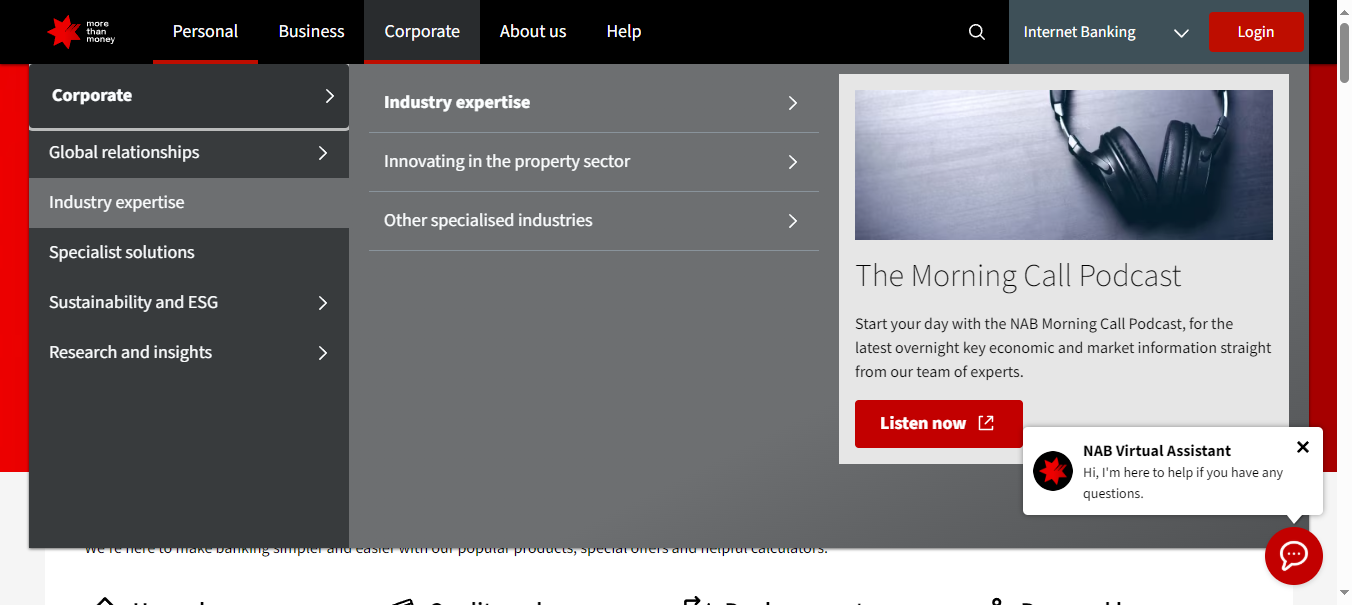 more
than
money
Personal
Business
Corporate
About us
Help
Internet Banking
Login
Corporate
Global relationships
Industry expertise
Specialist solutions
Sustainability and ESG
Research and insights
Industry expertise
Innovating in the property sector
Other specialised industries
The Morning Call Podcast
Start your day with the NAB Morning Call Podcast, for the
latest overnight key economic and market information straight
from our team of experts.
Listen now
NAB Virtual Assistant
Hi, I'm here to help if you have any
questions.
We're here to make banking simpler and easier with our popular products, special offers and helpful calculators.